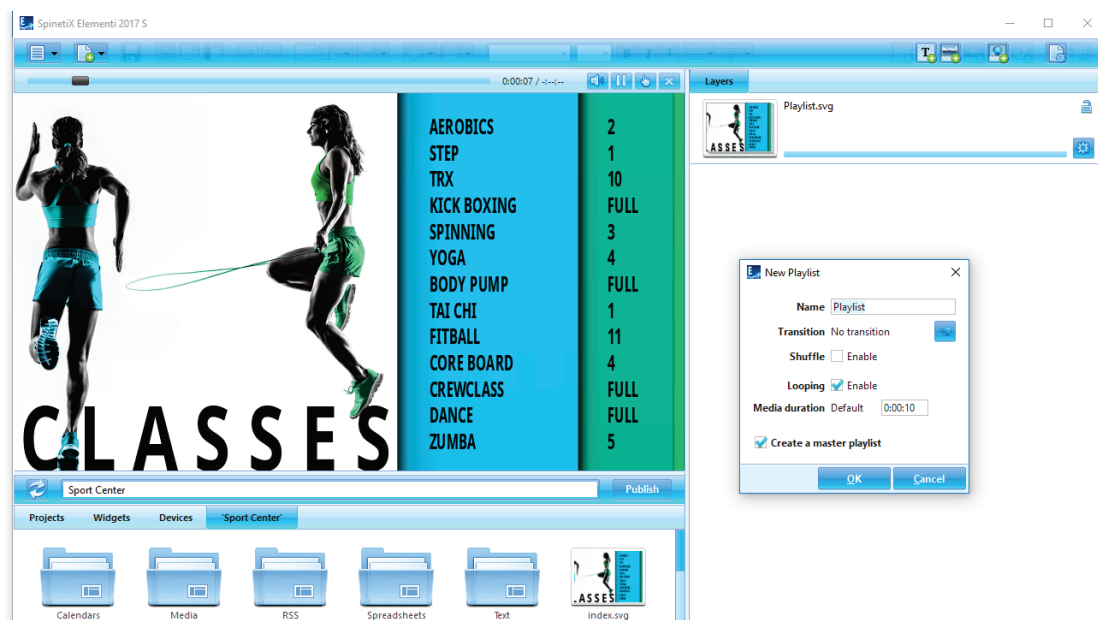 SpinetiX Elementi 2017 S
B I T
T
0:00:07 / -:--:--
Layers
AEROBICS 2
STEP 1
TRX 10
KICK BOXING FULL
SPINNING 3
YOGA 4
BODY PUMP FULL
TAI CHI 1
FITBALL 11
CORE BOARD 4
CREWCLASS FULL
DANCE FULL
ZUMBA 5
CLASSES
Playlist.svg
ASSES
New Playlist
Name Playlist
Transition No transition
Shuffle Enable
Looping Enable
Media duration Default 0:00:10
Create a master playlist
OK Cancel
Sport Center Publish
Projects Widgets Devices 'Sport Center'
.ASSES
Calendars Media RSS Spreadsheets Text index.svg